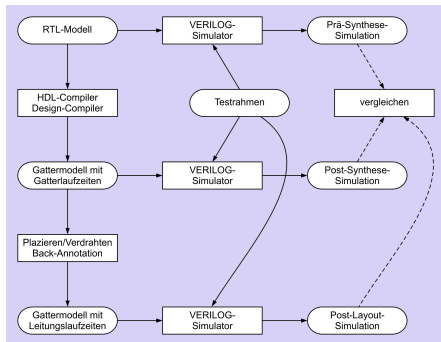 RTL-Modell
VERILOG-
Simulator
Prä-Synthese-
Simulation
HDL-Compiler
Design-Compiler
Testrahmen
vergleichen
Gattermodell mit
Gatterlaufzeiten
VERILOG-
Simulator
Post-Synthese-
Simulation
Plazieren/Verdrahten
Back-Annotation
Gattermodell mit
Leitungslaufzeiten
VERILOG-
Simulator
Post-Layout-
Simulation